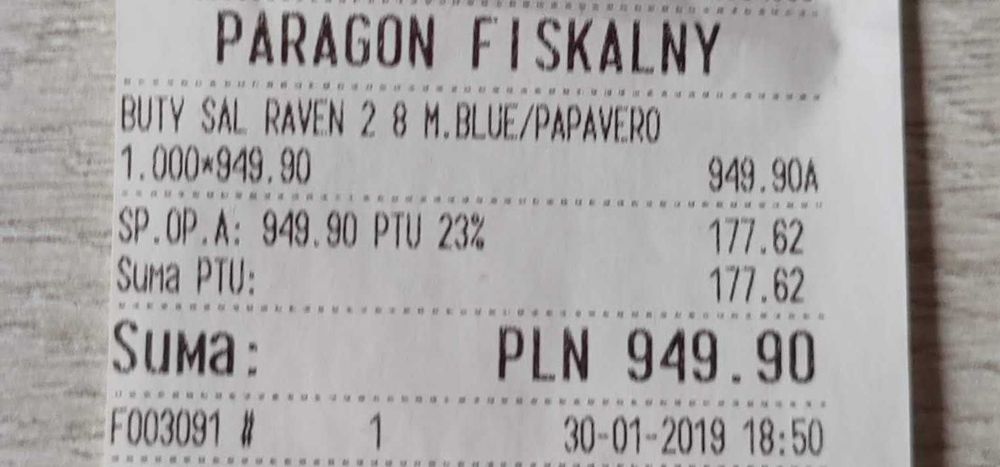 PARAGON FISKALNY
BUTY SAL RAVEN 2 8 M.BLUE/PAPAVERO
1.000*949.90 949.90A
SP.OP.A: 949.90 PTU 23% 177.62
Suma PTU: 177.62
Suma: PLN 949.90
F003091 # 1 30-01-2019 18:50